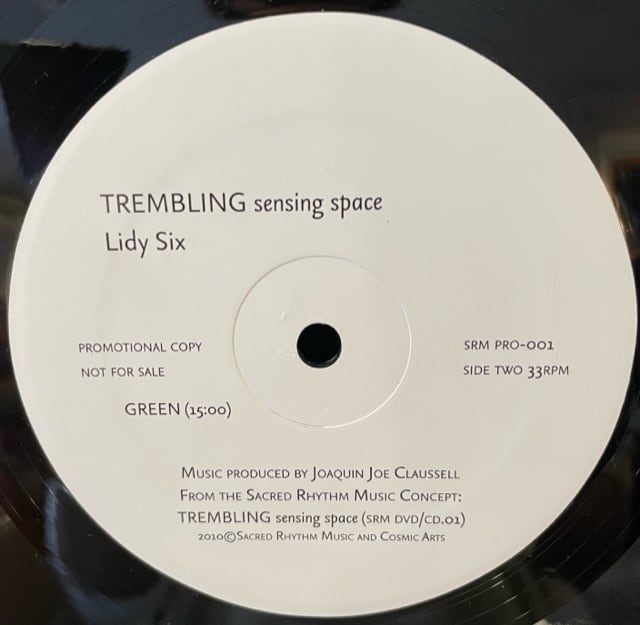 TREMBLING sensing space
Lidy Six
PROMOTIONAL COPY
NOT FOR SALE
SRM PRO-001
SIDE TWO 33RPM
GREEN (15:00)
MUSIC PRODUCED BY JOAQUIN JOE CLAUSSELL
FROM THE SACRED RHYTHM MUSIC CONCEPT:
TREMBLING sensing space (SRM DVD/CD.01)
2010©SACRED RHYTHM MUSIC AND COSMIC ARTS